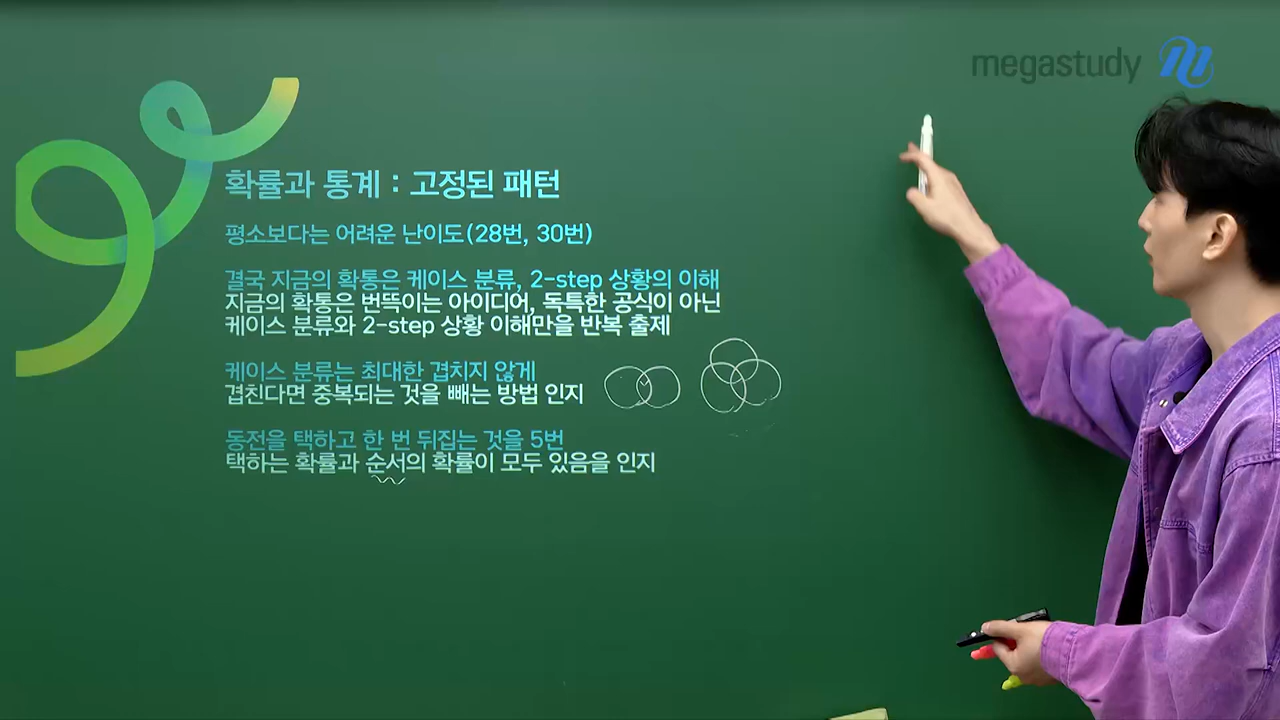 megastudy
확률과 통계 : 고정된 패턴
평소보다는 어려운 난이도(28번, 30번)
결국 지금의 확통은 케이스 분류, 2-step 상황의 이해
지금의 확통은 번뜩이는 아이디어, 독특한 공식이 아닌
케이스 분류와 2-step 상황 이해만을 반복 출제
케이스 분류는 최대한 겹치지 않게
겹친다면 중복되는 것을 빼는 방법 인지
동전을 택하고 한 번 뒤집는 것을 5번
택하는 확률과 순서의 확률이 모두 있음을 인지